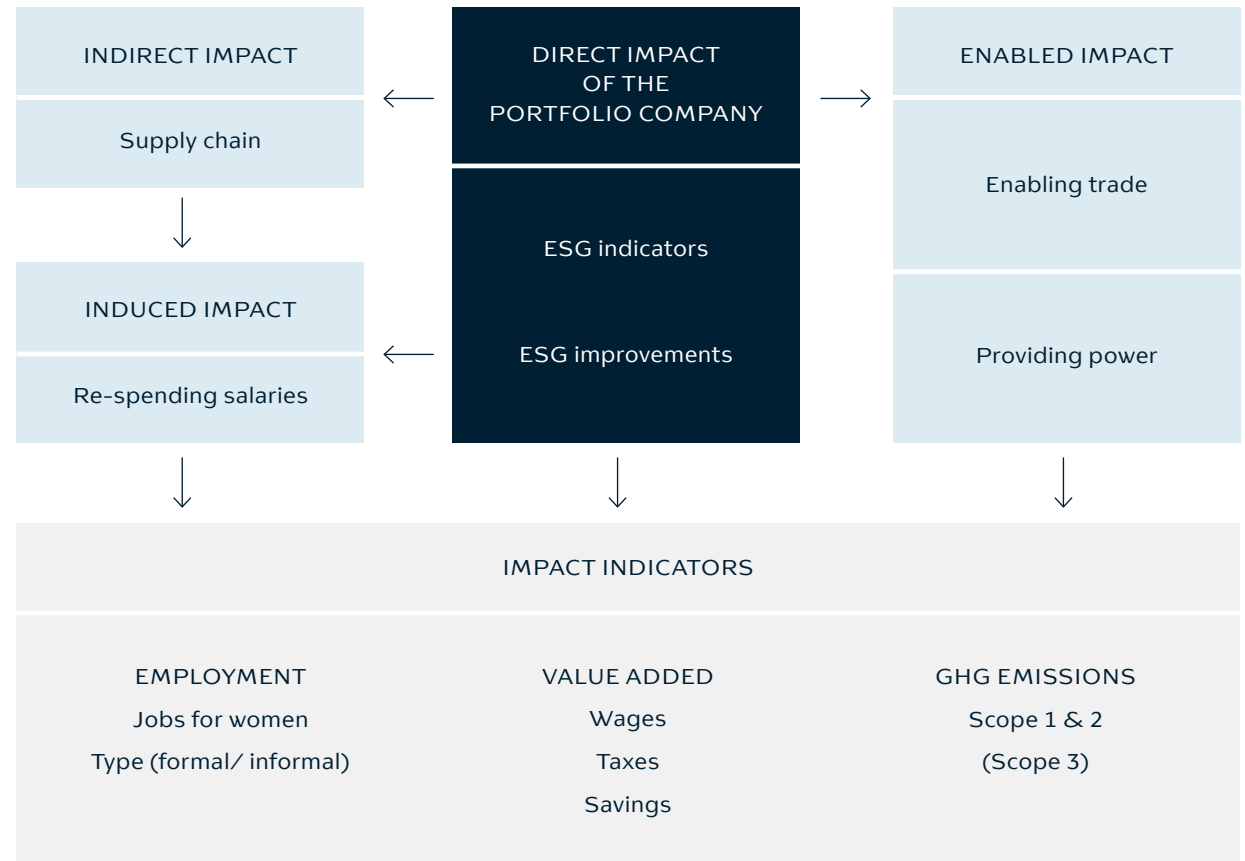 INDIRECT IMPACT
Supply chain
INDUCED IMPACT
Re-spending salaries
DIRECT IMPACT
OF THE
PORTFOLIO COMPANY
ESG indicators
ESG improvements
ENABLED IMPACT
Enabling trade
Providing power
IMPACT INDICATORS
EMPLOYMENT
Jobs for women
Type (formal/ informal)
VALUE ADDED
Wages
Taxes
Savings
GHG EMISSIONS
Scope 1 & 2
(Scope 3)